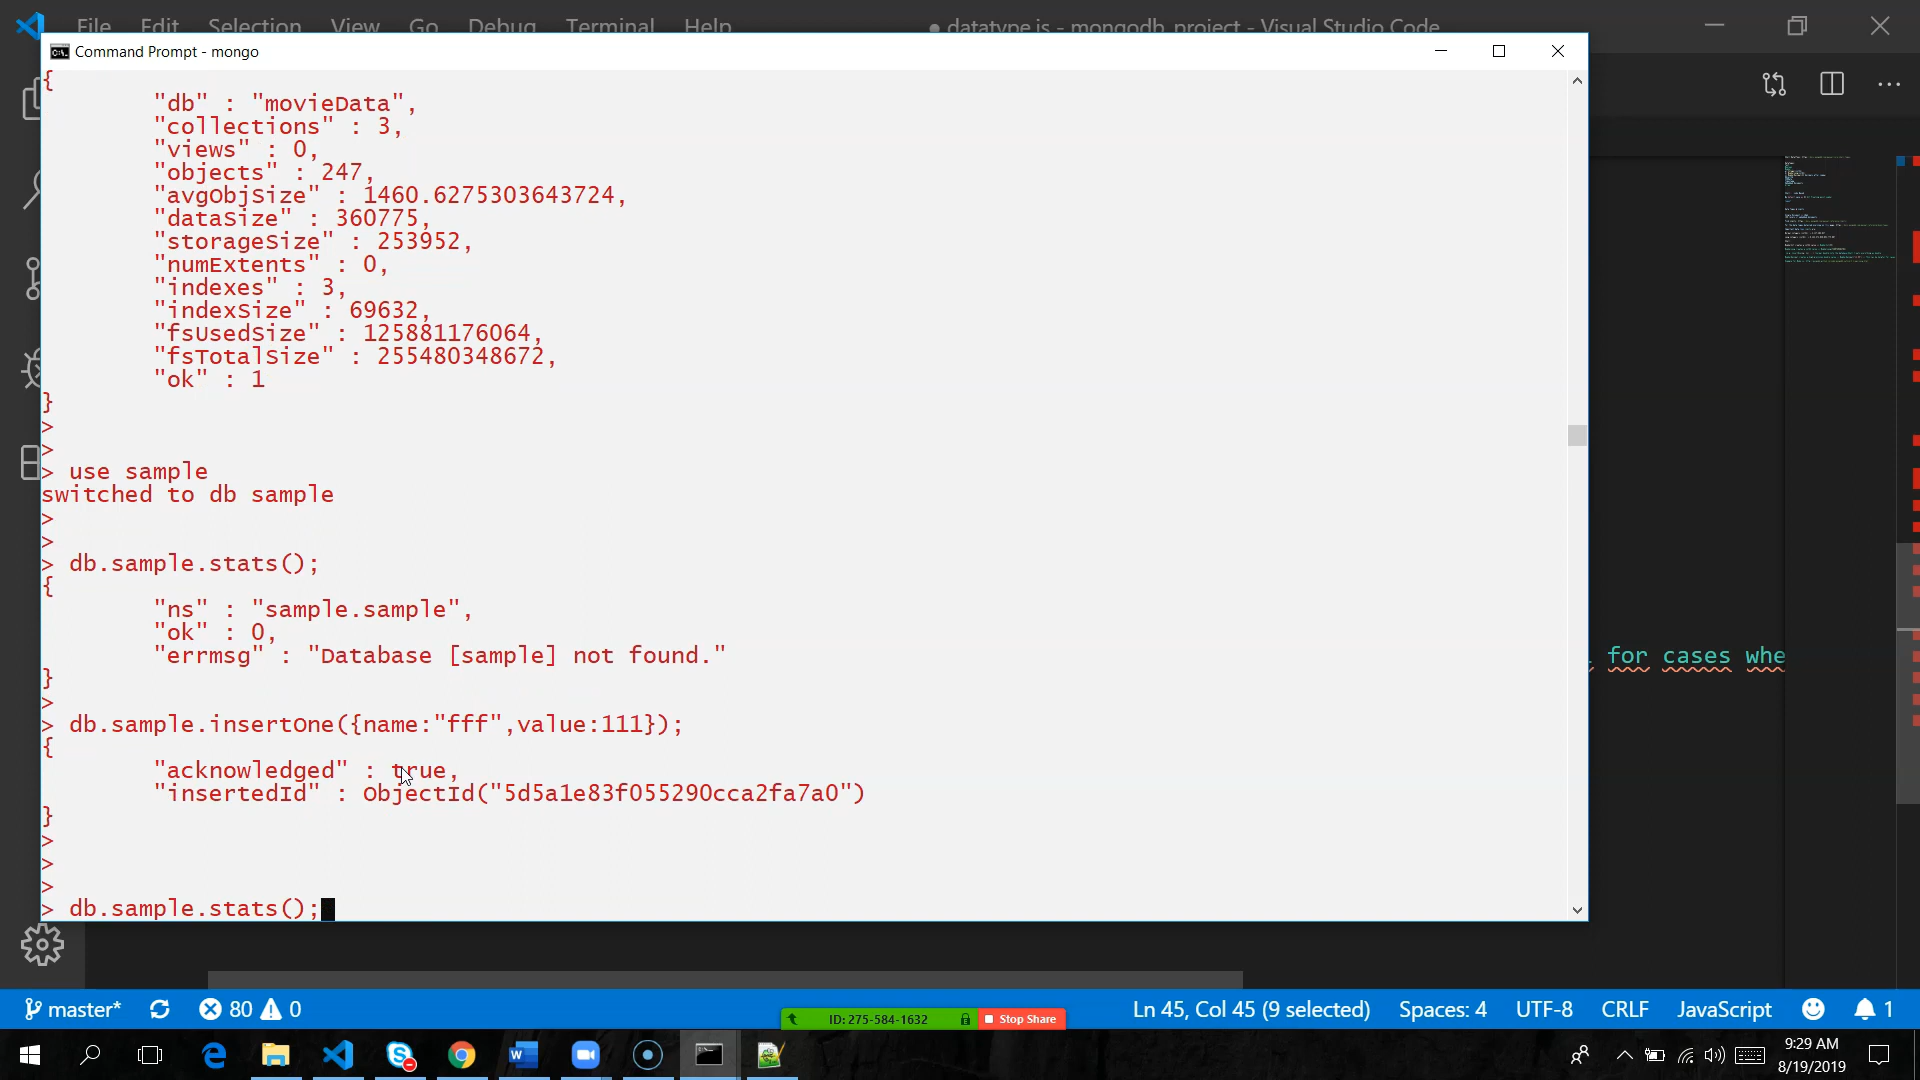 File Edit Selection View Go Debug Terminal Help
● datatype.js - mongodb_project - Visual Studio Code
Command Prompt - mongo
{
"db" : "movieData",
"collections" : 3,
"views" : 0,
"objects" : 247,
"avgObjSize" : 1460.6275303643724,
"dataSize" : 360775,
"storageSize" : 253952,
"numExtents" : 0,
"indexes" : 3,
"indexSize" : 69632,
"fsUsedSize" : 125881176064,
"fsTotalSize" : 255480348672,
"ok" : 1
}
>
>
> use sample
switched to db sample
>
>
> db.sample.stats();
{
"ns" : "sample.sample",
"ok" : 0,
"errmsg" : "Database [sample] not found."
}
>
> db.sample.insertOne({name:"fff",value:111});
{
"acknowledged" : true,
"insertedId" : ObjectId("5d5a1e83f055290cca2fa7a0")
}
>
>
>
> db.sample.stats();
for cases whe
master* 80 0
Ln 45, Col 45 (9 selected) Spaces: 4 UTF-8 CRLF JavaScript 1
ID: 275-584-1632 Stop Share
9:29 AM
8/19/2019